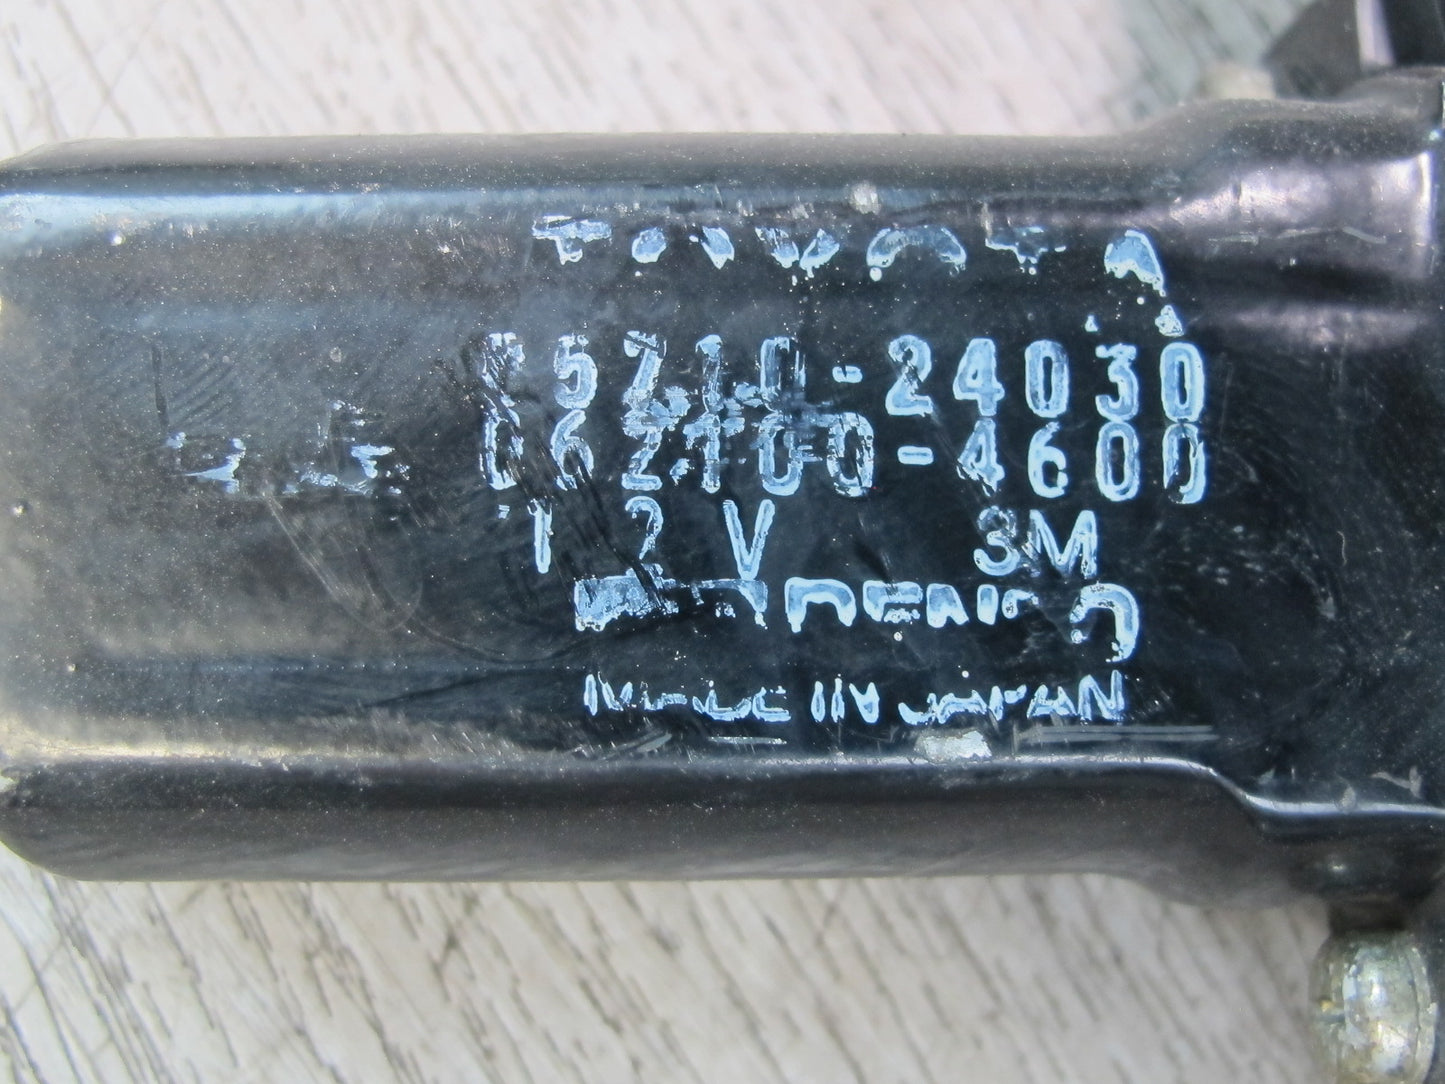 TOYOTA
85710-24030
062100-4600
12V 3M
DENSO
MADE IN JAPAN